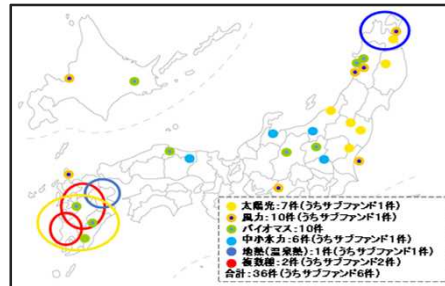 太陽光：7件（うちサブファンド1件）
風力：10件（うちサブファンド1件）
バイオマス：10件
中小水力：6件（うちサブファンド1件）
地熱（温泉熱）：1件（うちサブファンド1件）
複数種：2件（うちサブファンド2件）
合計：36件（うちサブファンド6件）